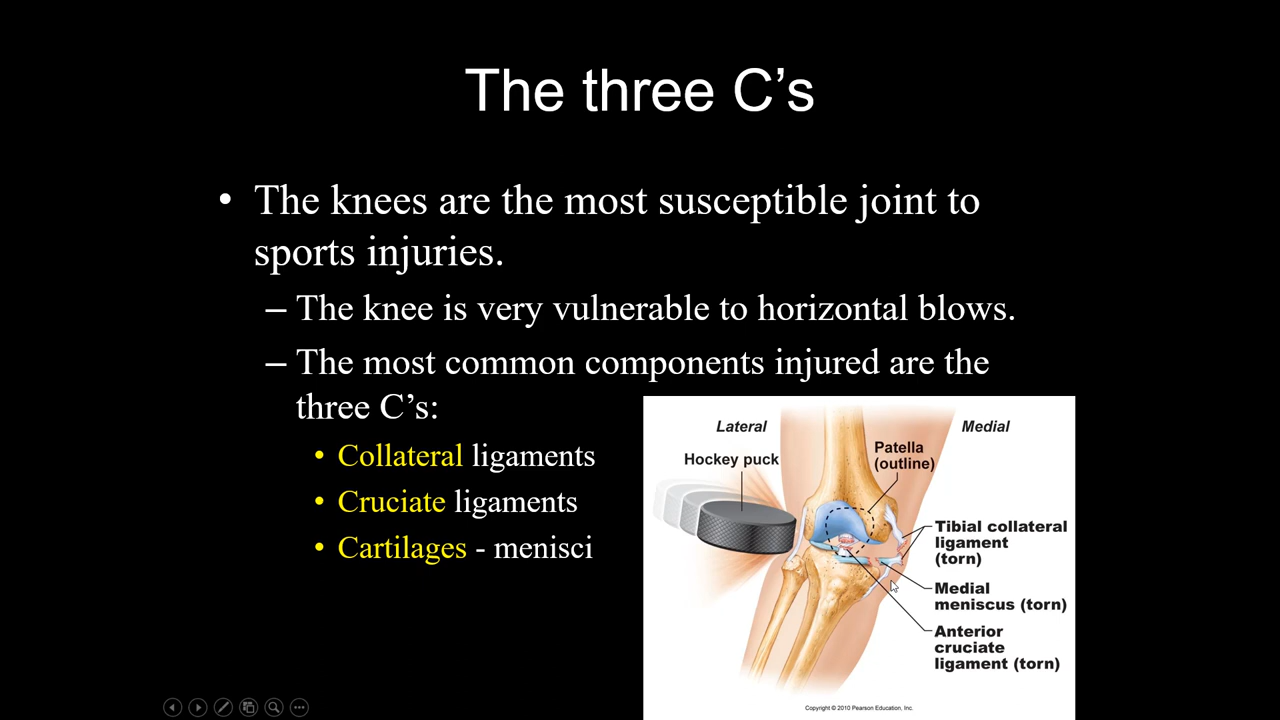 The three C’s
• The knees are the most susceptible joint to
sports injuries.
– The knee is very vulnerable to horizontal blows.
– The most common components injured are the
three C’s:
• Collateral ligaments
• Cruciate ligaments
• Cartilages - menisci
Lateral
Medial
Hockey puck
Patella
(outline)
Tibial collateral
ligament
(torn)
Medial
meniscus (torn)
Anterior
cruciate
ligament (torn)
Copyright © 2010 Pearson Education, Inc.